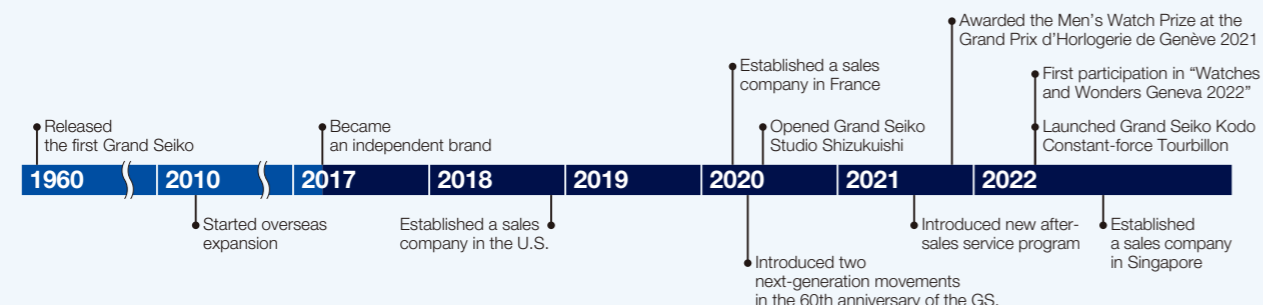 Awarded the Men's Watch Prize at the
Grand Prix d'Horlogerie de Genève 2021
Established a sales
company in France
First participation in “Watches
and Wonders Geneva 2022”
Released
the first Grand Seiko
Became
an independent brand
Opened Grand Seiko
Studio Shizukuishi
Launched Grand Seiko Kodo
Constant-force Tourbillon
1960
2010
2017
2018
2019
2020
2021
2022
Started overseas
expansion
Established a sales
company in the U.S.
Introduced two
next-generation movements
in the 60th anniversary of the GS.
Introduced new after-
sales service program
Established
a sales company
in Singapore